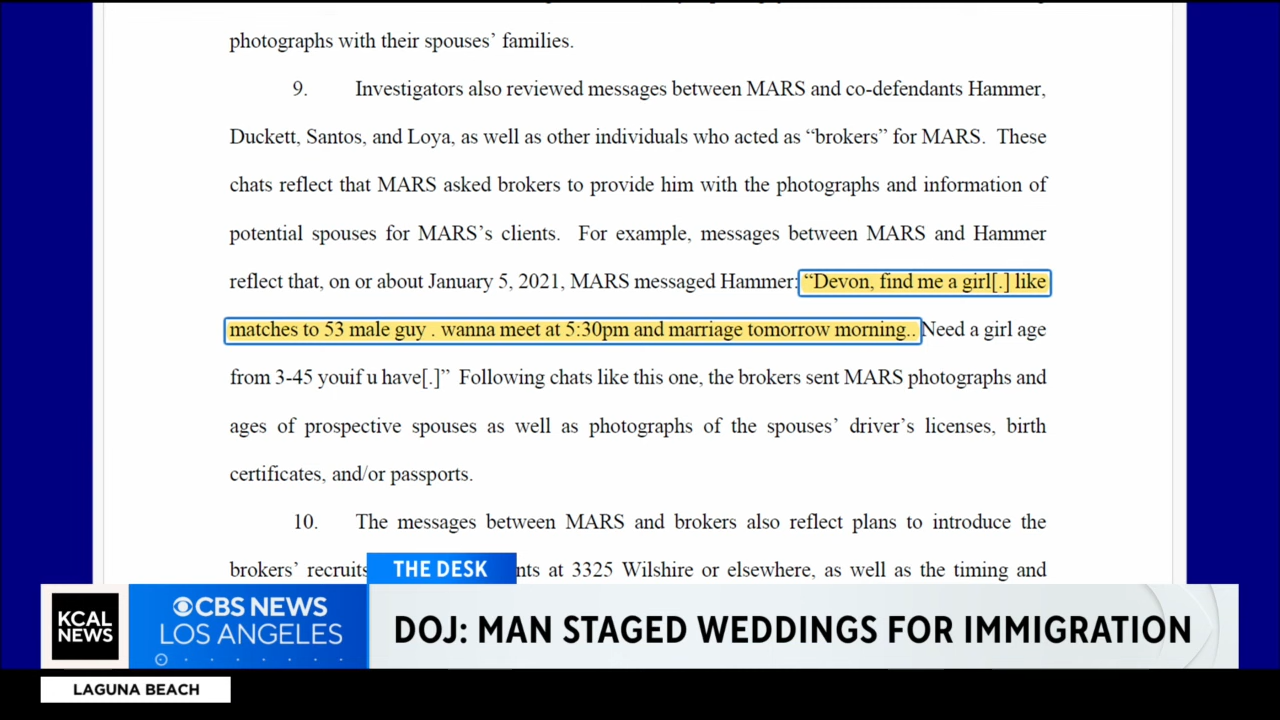 photographs with their spouses' families.
9. Investigators also reviewed messages between MARS and co-defendants Hammer,
Duckett, Santos, and Loya, as well as other individuals who acted as “brokers” for MARS. These
chats reflect that MARS asked brokers to provide him with the photographs and information of
potential spouses for MARS's clients. For example, messages between MARS and Hammer
reflect that, on or about January 5, 2021, MARS messaged Hammer: “Devon, find me a girl[.] like
matches to 53 male guy . wanna meet at 5:30pm and marriage tomorrow morning.. Need a girl age
from 3-45 youif u have[.]” Following chats like this one, the brokers sent MARS photographs and
ages of prospective spouses as well as photographs of the spouses' driver's licenses, birth
certificates, and/or passports.
10. The messages between MARS and brokers also reflect plans to introduce the
brokers' recruits nts at 3325 Wilshire or elsewhere, as well as the timing and
THE DESK
KCAL
NEWS
CBS NEWS
LOS ANGELES
DOJ: MAN STAGED WEDDINGS FOR IMMIGRATION
LAGUNA BEACH